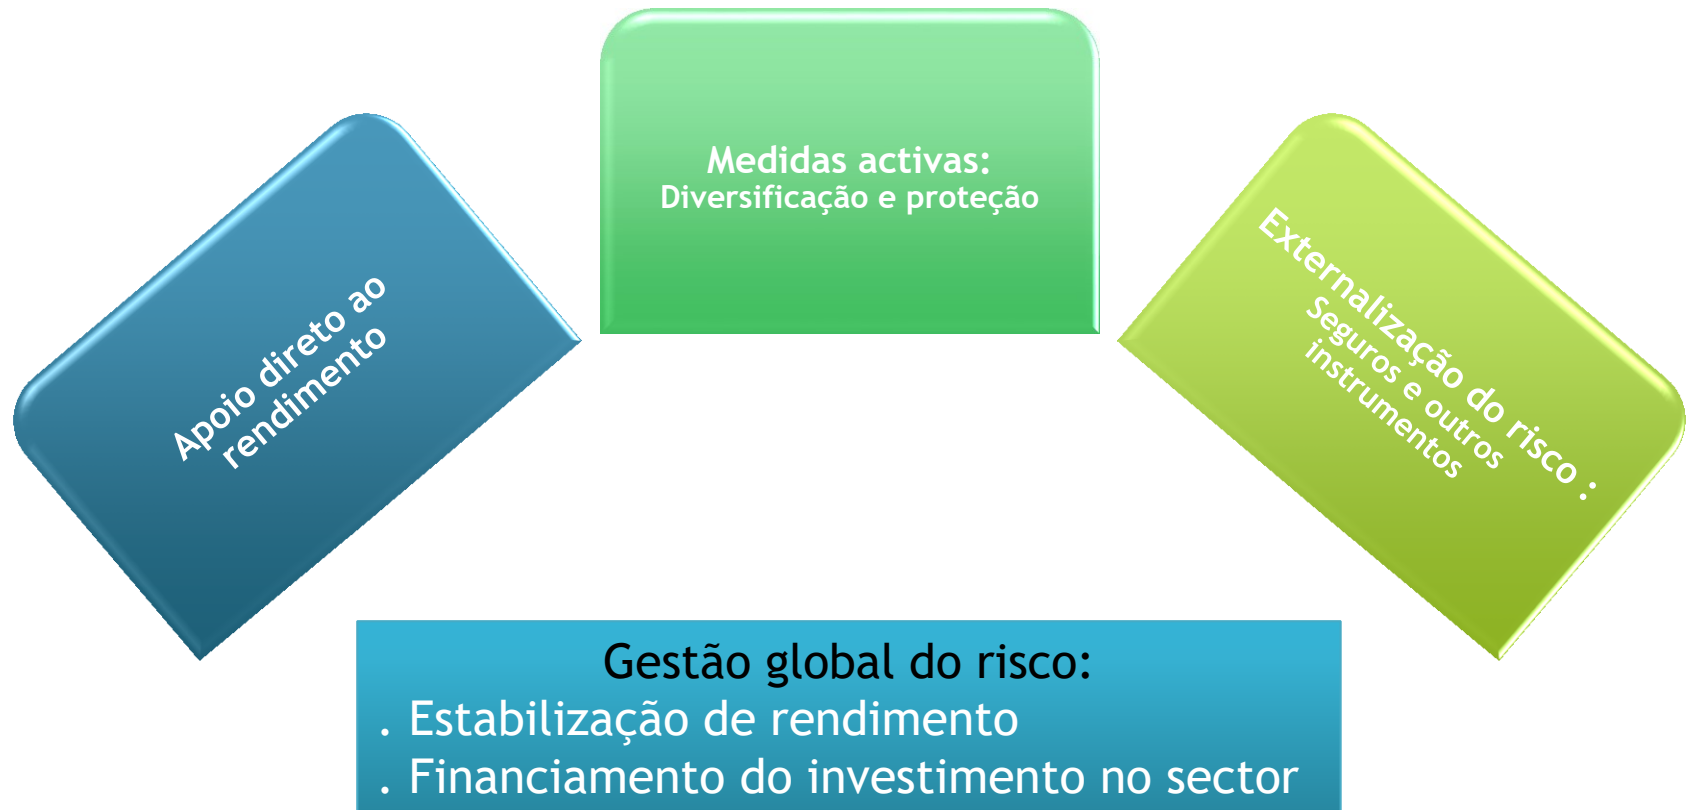 Medidas activas:
Diversificação e proteção
Apoio direto ao
rendimento
Externalização do risco :
Seguros e outros
instrumentos
Gestão global do risco:
. Estabilização de rendimento
. Financiamento do investimento no sector